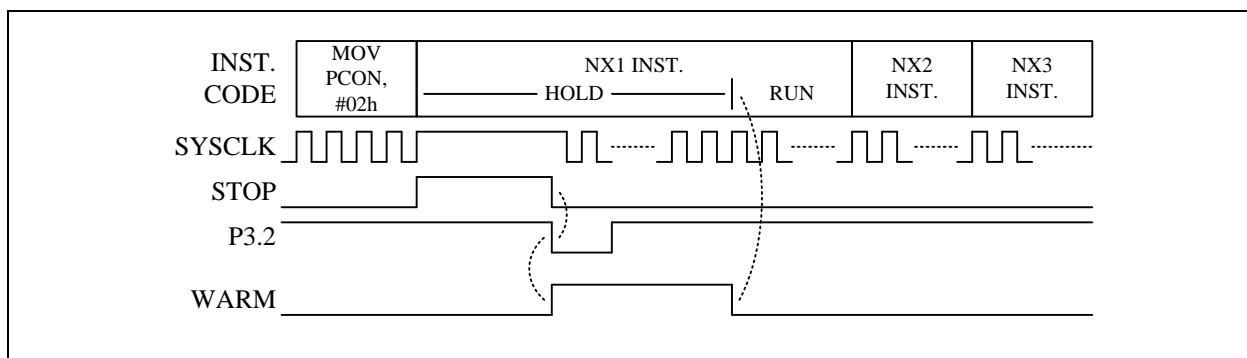 INST.
CODE
MOV
PCON,
#02h
NX1 INST.
HOLD
RUN
NX2
INST.
NX3
INST.
SYSCLK
STOP
P3.2
WARM